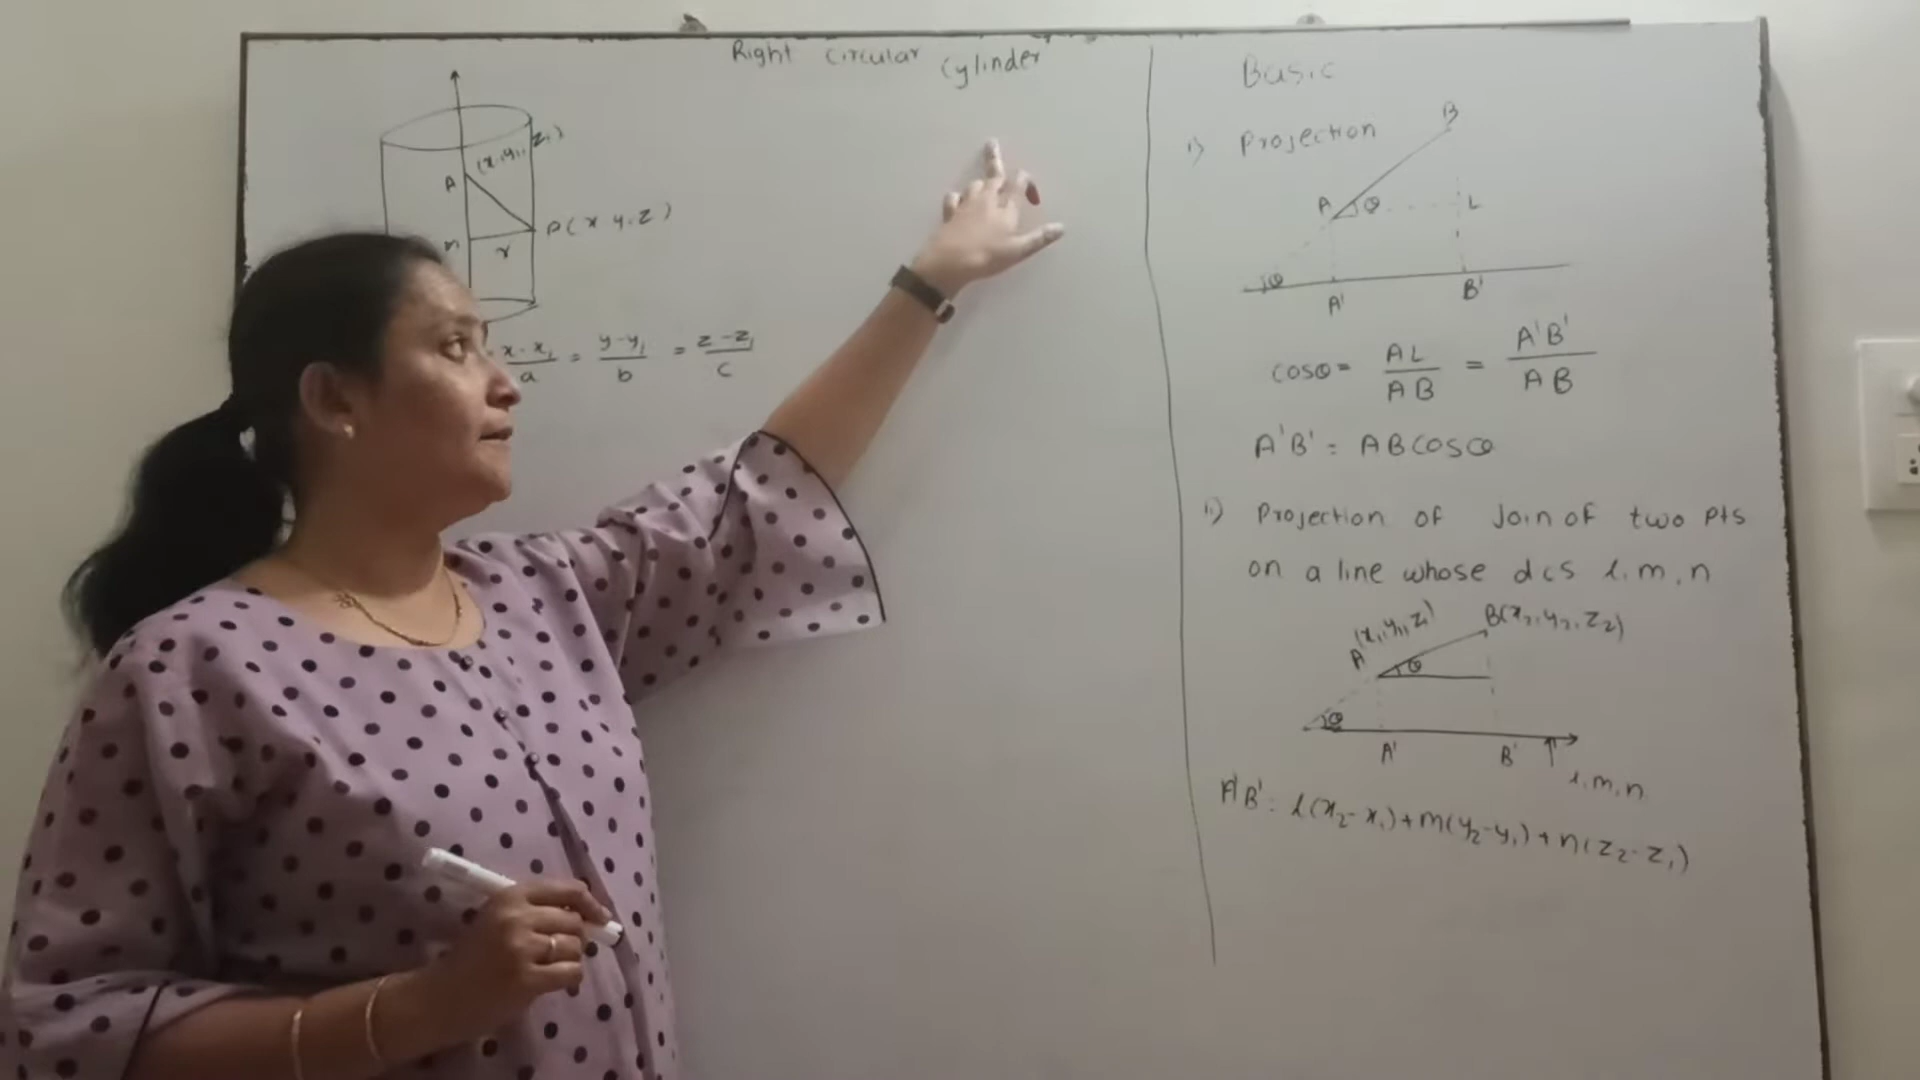 Right Circular Cylinder
(x1, y1, z1)
A
P(x y, z)
M
r
x-x1/a = y-y1/b = z-z1/c
Basic
i) Projection
B
A θ L
θ
A' B'
cosθ = AL/AB = A'B'/AB
A'B' = ABcosθ
ii) Projection of Join of two pts
on a line whose dcs l, m, n
A(x1, y1, z1) B(x2, y2, z2)
θ
θ
A' B'
l, m, n
A'B' = l(x2-x1)+m(y2-y1)+n(z2-z1)